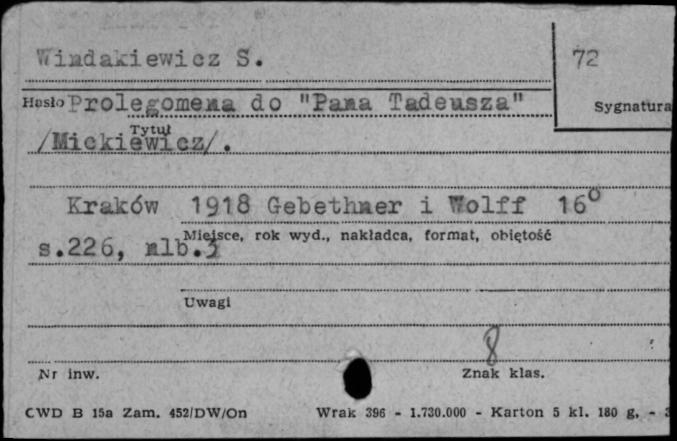 Windakiewicz S.
72
Hasło Prolegomena do "Pana Tadeusza"
Sygnatura
Tytuł
/Mickiewicz/.
Kraków 1918 Gebethner i Wolff 16°
Miejsce, rok wyd., nakładca, format, obiętość
s.226, nlb.3
Uwagi
8
Nr inw.
Znak klas.
CWD B 15a Zam. 452/DW/On Wrak 396 - 1.730.000 - Karton 5 kl. 180 g, -